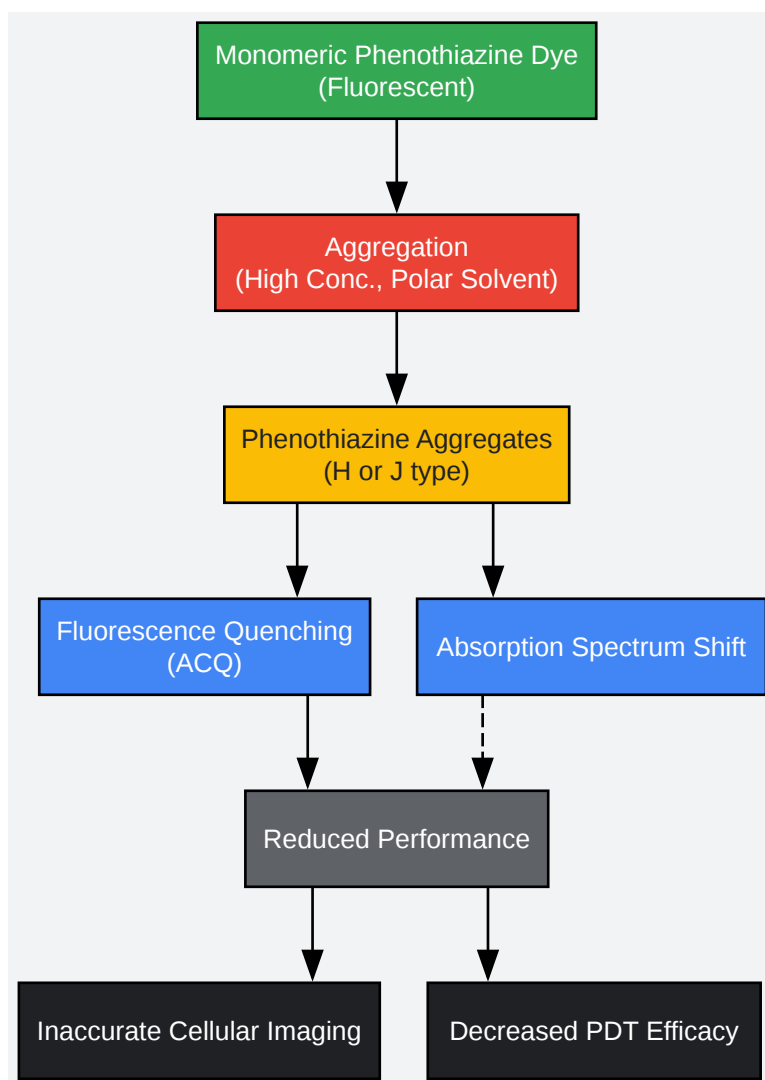 Monomeric Phenothiazine Dye
(Fluorescent)
Aggregation
(High Conc., Polar Solvent)
Phenothiazine Aggregates
(H or J type)
Fluorescence Quenching
(ACQ)
Absorption Spectrum Shift
Reduced Performance
Inaccurate Cellular Imaging
Decreased PDT Efficacy